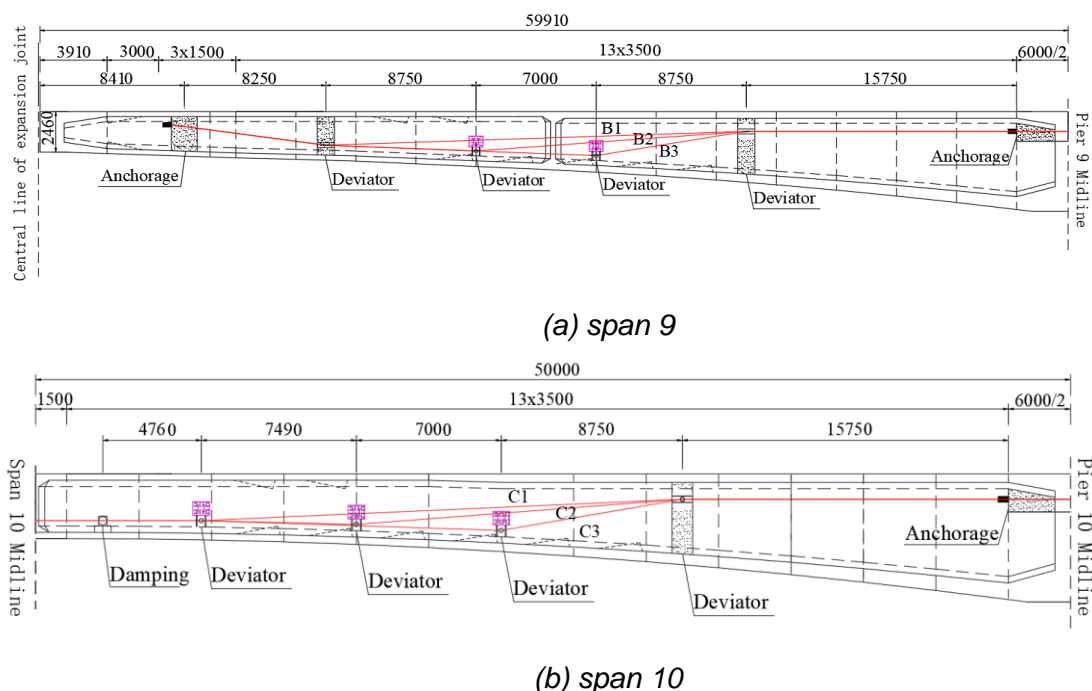 59910
3910 3000 3x1500 13x3500 6000/2
8410 8250 8750 7000 8750 15750
Central line of expansion joint
2460
B1
B2
B3
Anchorage
Deviator
Deviator
Deviator
Deviator
Anchorage
Pier 9 Midline
(a) span 9
50000
1500 13x3500 6000/2
4760 7490 7000 8750 15750
Span 10 Midline
C1
C2
C3
Damping
Deviator
Deviator
Deviator
Deviator
Anchorage
Pier 10 Midline
(b) span 10